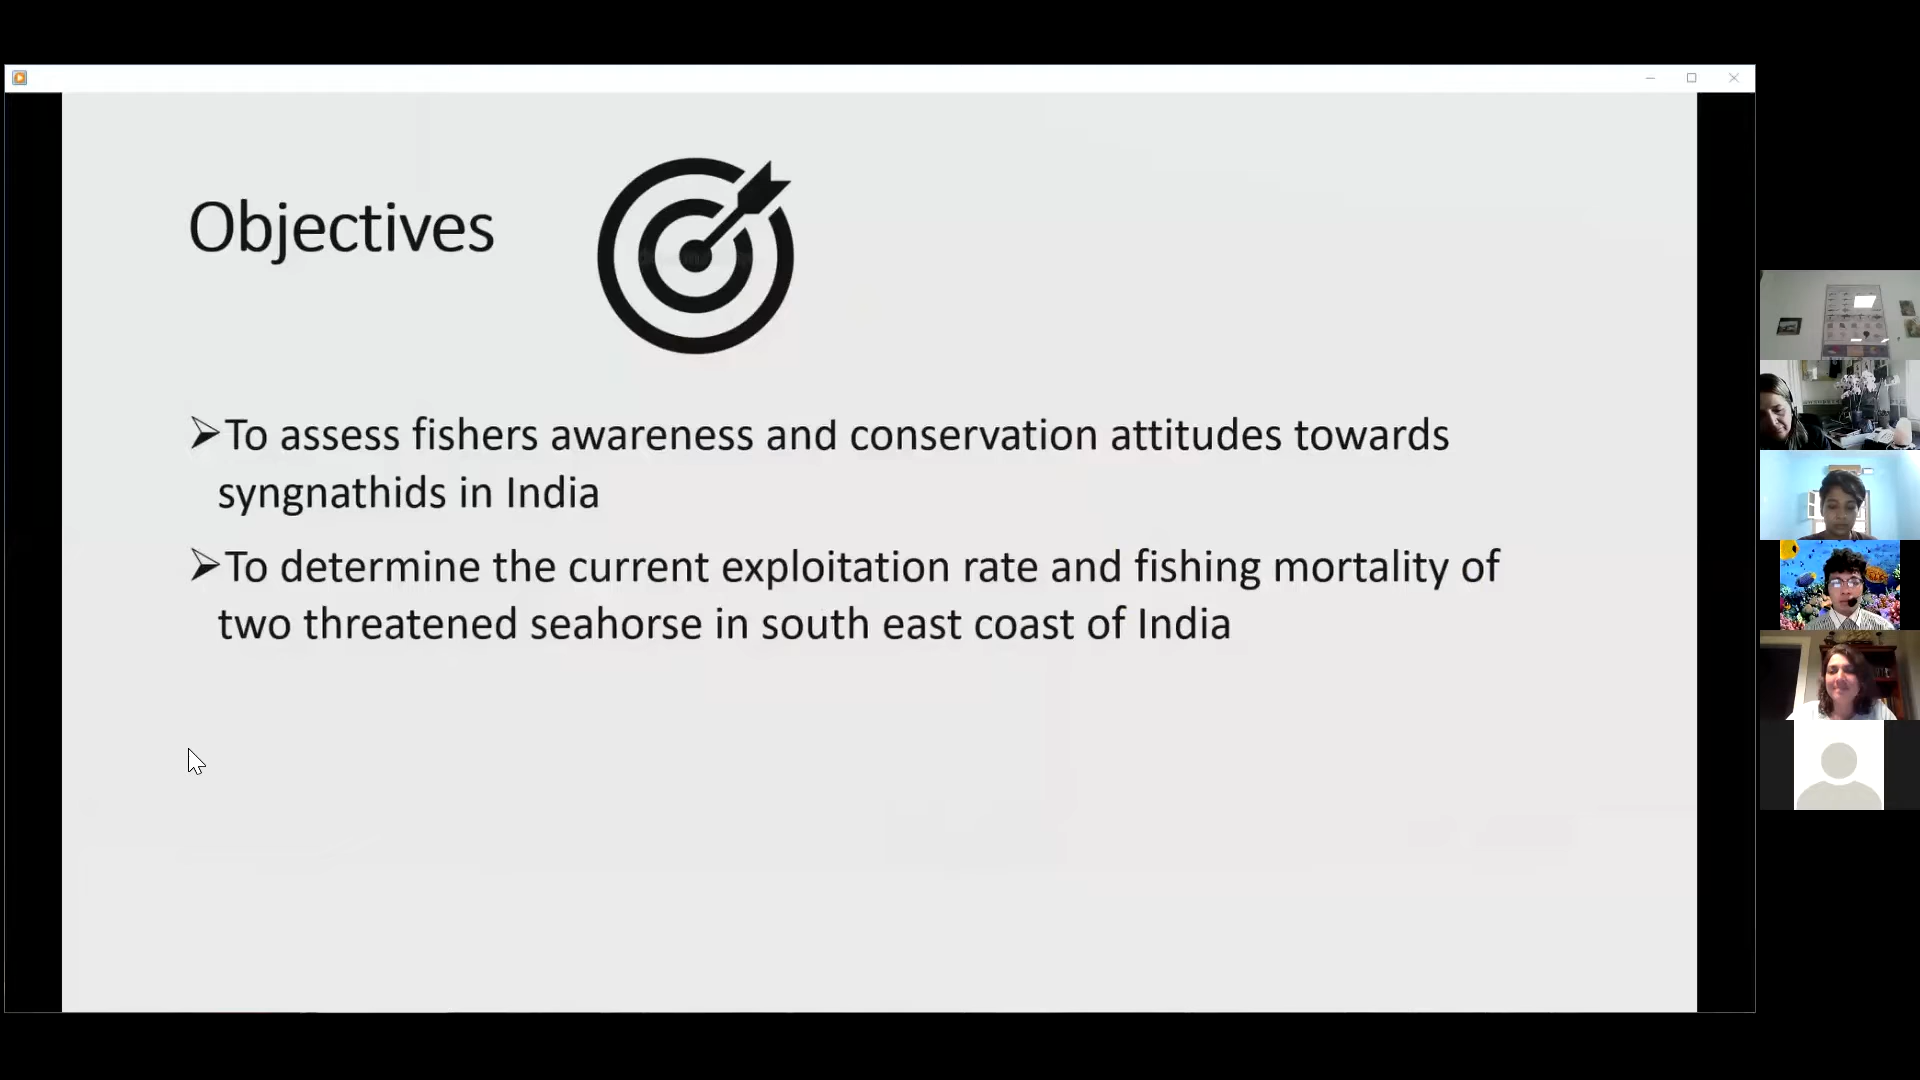 Objectives
➢To assess fishers awareness and conservation attitudes towards
syngnathids in India
➢To determine the current exploitation rate and fishing mortality of
two threatened seahorse in south east coast of India